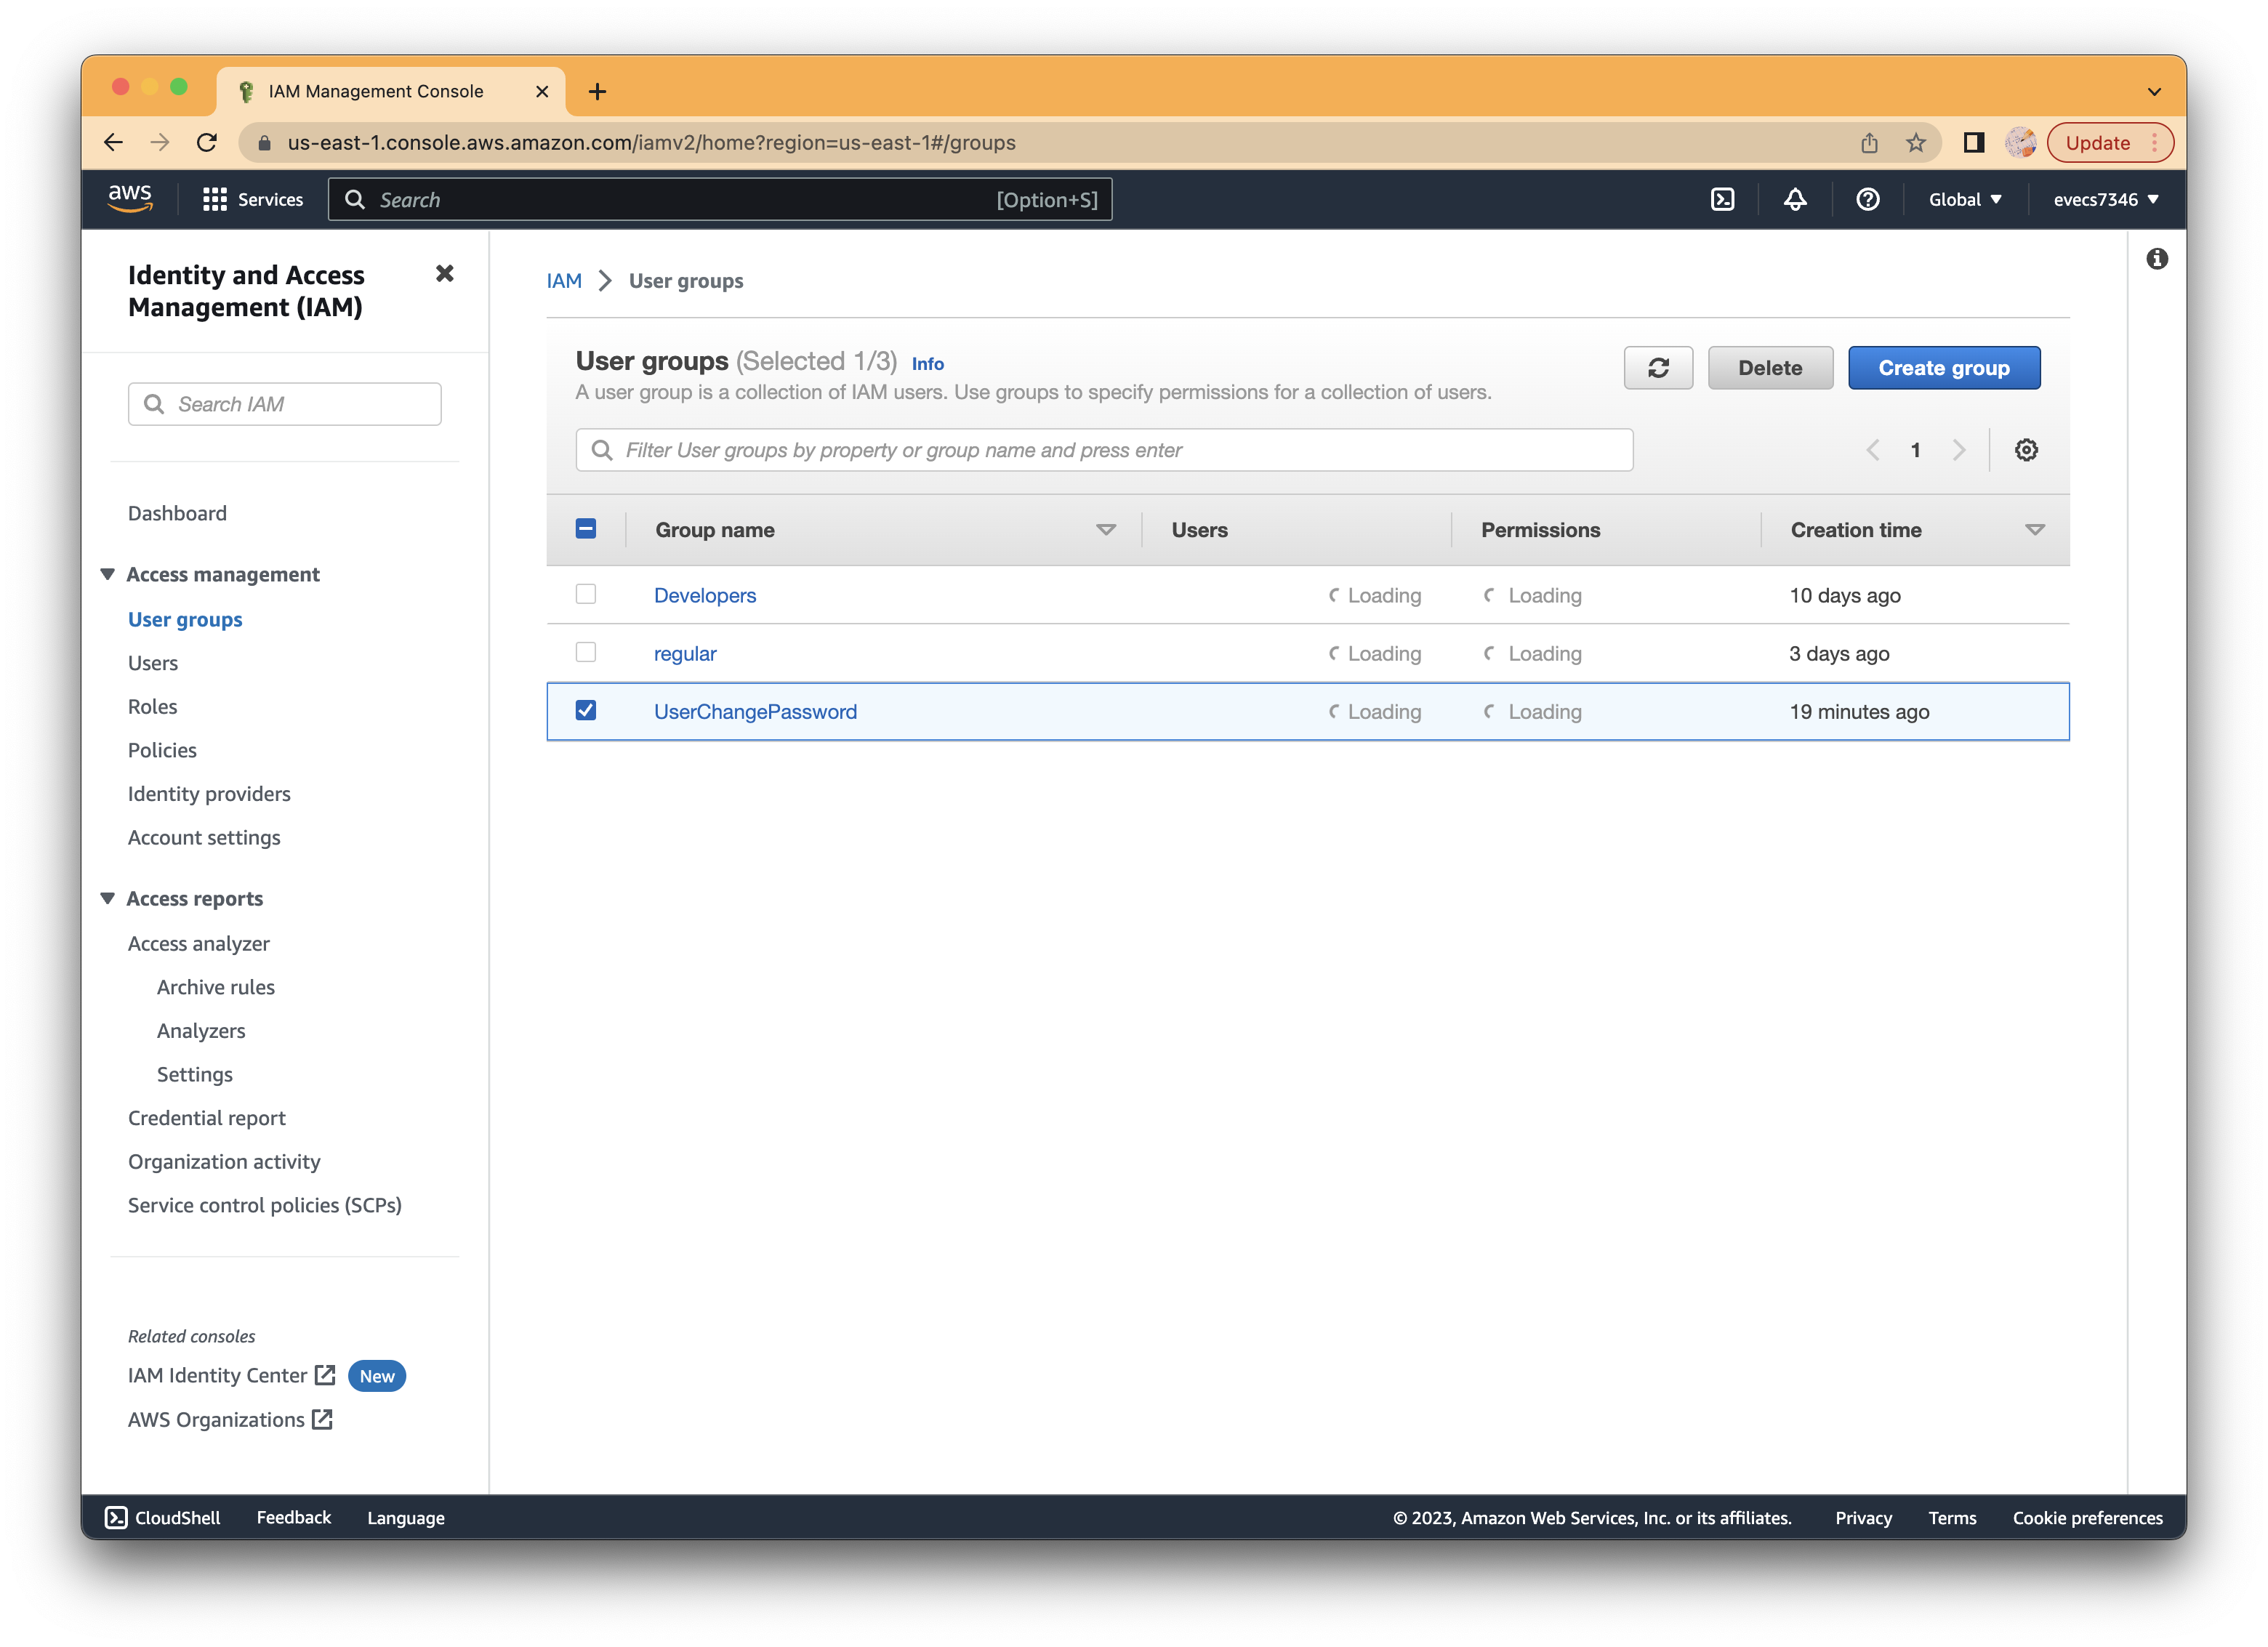 IAM Management Console
us-east-1.console.aws.amazon.com/iamv2/home?region=us-east-1#/groups
Update
aws
Services
Search
[Option+S]
Global
evecs7346
Identity and Access
Management (IAM)
Search IAM
Dashboard
Access management
User groups
Users
Roles
Policies
Identity providers
Account settings
Access reports
Access analyzer
Archive rules
Analyzers
Settings
Credential report
Organization activity
Service control policies (SCPs)
Related consoles
IAM Identity Center New
AWS Organizations
IAM > User groups
User groups (Selected 1/3) Info
A user group is a collection of IAM users. Use groups to specify permissions for a collection of users.
Delete
Create group
Filter User groups by property or group name and press enter
1
Group name Users Permissions Creation time
Developers Loading Loading 10 days ago
regular Loading Loading 3 days ago
UserChangePassword Loading Loading 19 minutes ago
CloudShell Feedback Language © 2023, Amazon Web Services, Inc. or its affiliates. Privacy Terms Cookie preferences